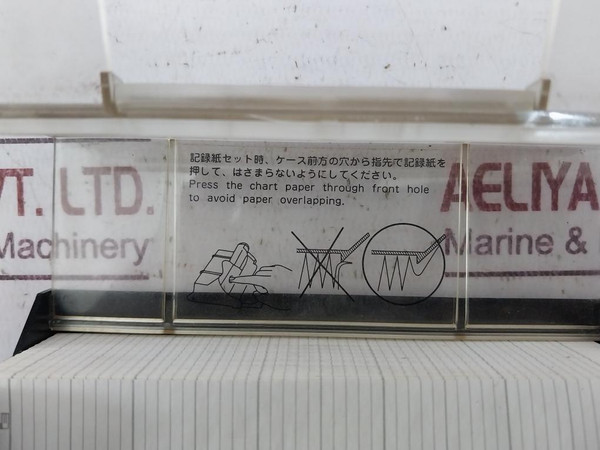 記録紙セット時、ケース前方の穴から指先で記録紙を
押して、はさまらないようにしてください。
Press the chart paper through front hole
to avoid paper overlapping.
VT. LTD.
AELIYA
Machinery
Marine &